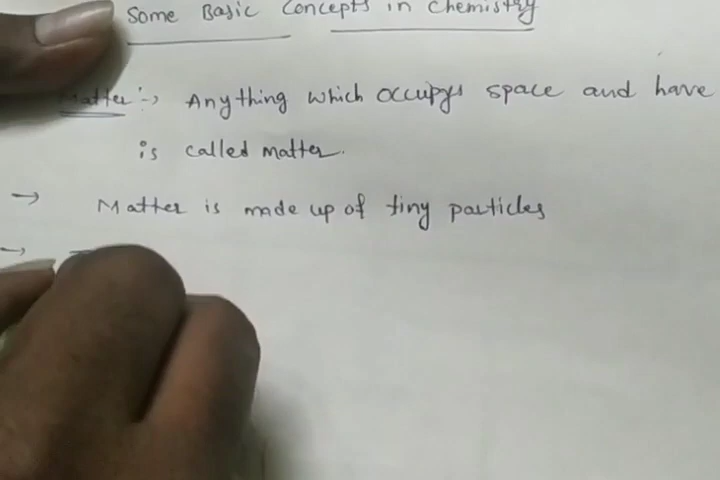 Some Basic Concepts in Chemistry
Matter :-> Anything which occupys space and have
is called matter.
→ Matter is made up of tiny particles
→